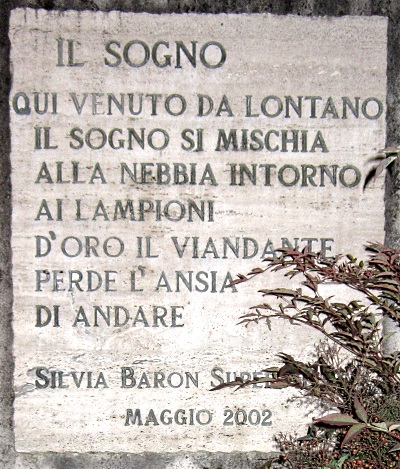 IL SOGNO
QUI VENUTO DA LONTANO
IL SOGNO SI MISCHIA
ALLA NEBBIA INTORNO
AI LAMPIONI
D'ORO IL VIANDANTE
PERDE L'ANSIA
DI ANDARE
SILVIA BARON
MAGGIO 2002